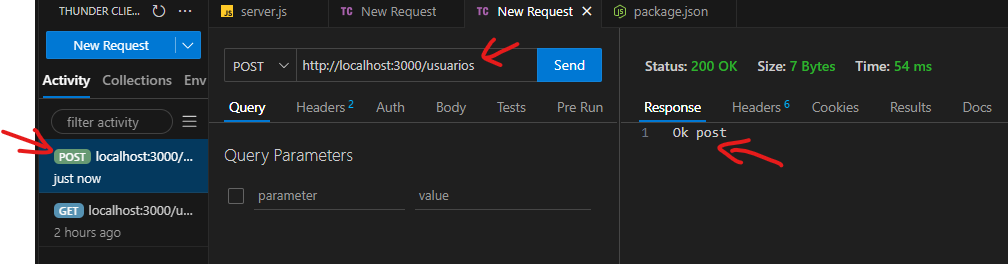 THUNDER CLIE...
server.js
TC New Request
TC New Request
package.json
New Request
POST
http://localhost:3000/usuarios
Send
Status: 200 OK Size: 7 Bytes Time: 54 ms
Activity Collections Env
Query Headers 2 Auth Body Tests Pre Run
Response Headers 6 Cookies Results Docs
filter activity
1 Ok post
POST localhost:3000/...
just now
Query Parameters
parameter value
GET localhost:3000/u...
2 hours ago